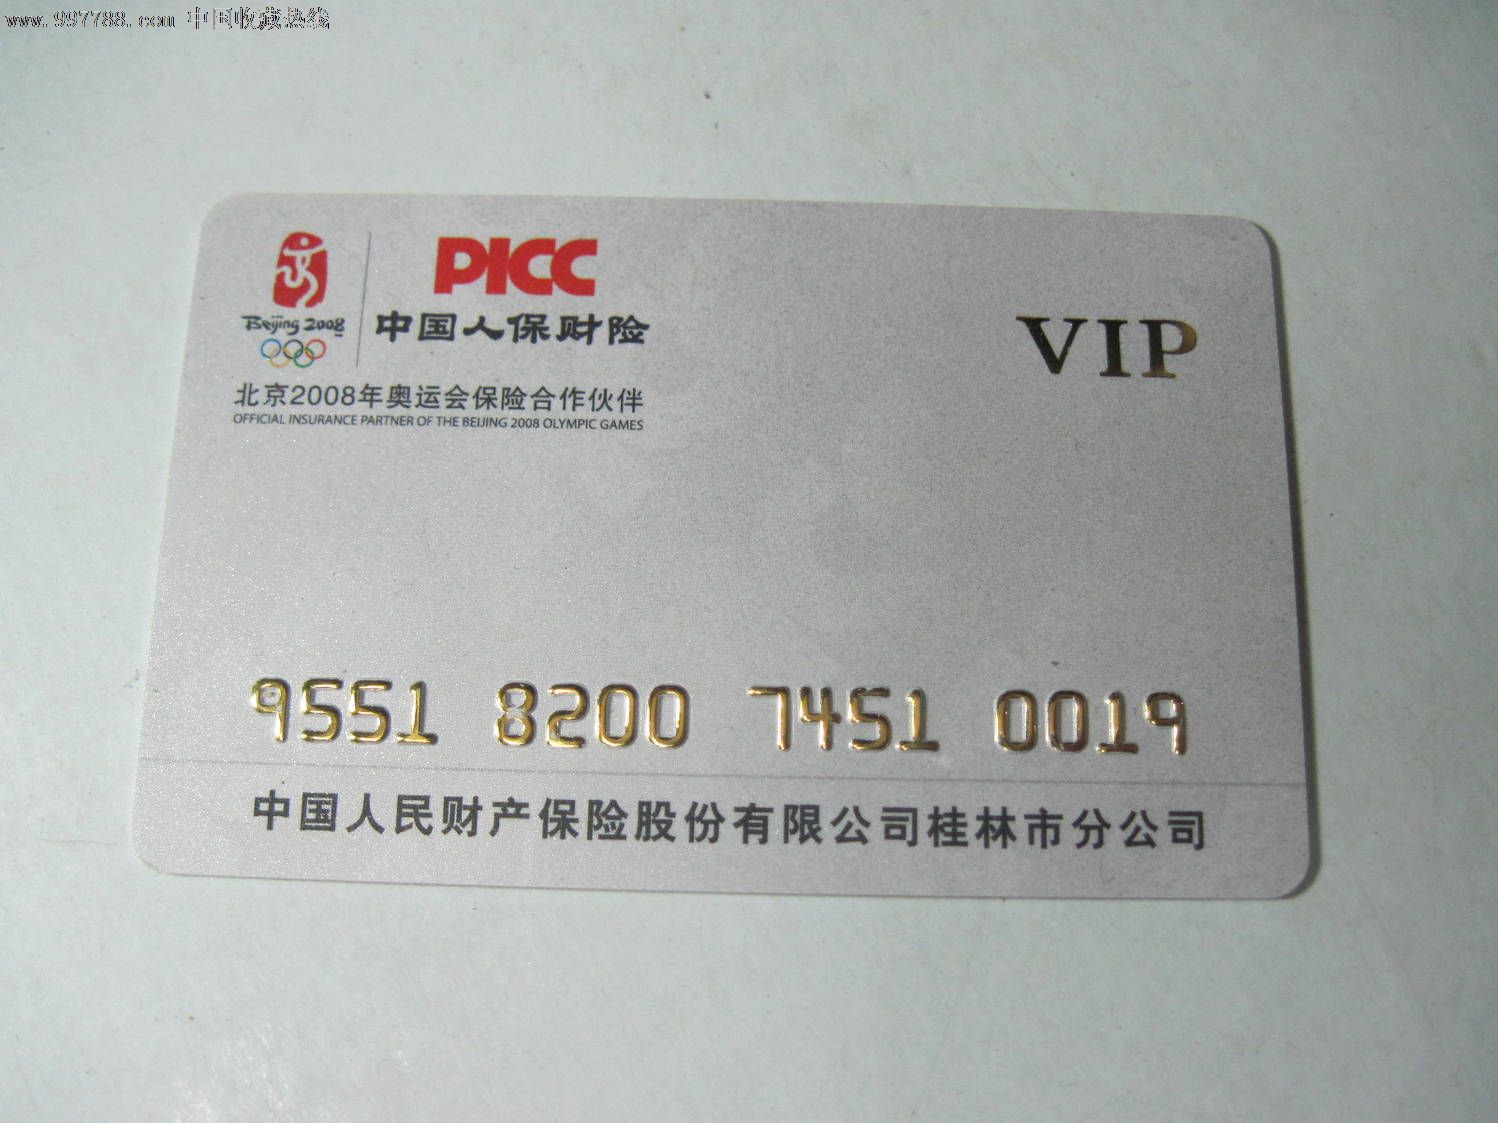 www.997788.com 中国收藏热线
PICC
VIP
Beijing 2008
中国人保财险
北京2008年奥运会保险合作伙伴
OFFICIAL INSURANCE PARTNER OF THE BEIJING 2008 OLYMPIC GAMES
9551 8200 7451 0019
中国人民财产保险股份有限公司桂林市分公司